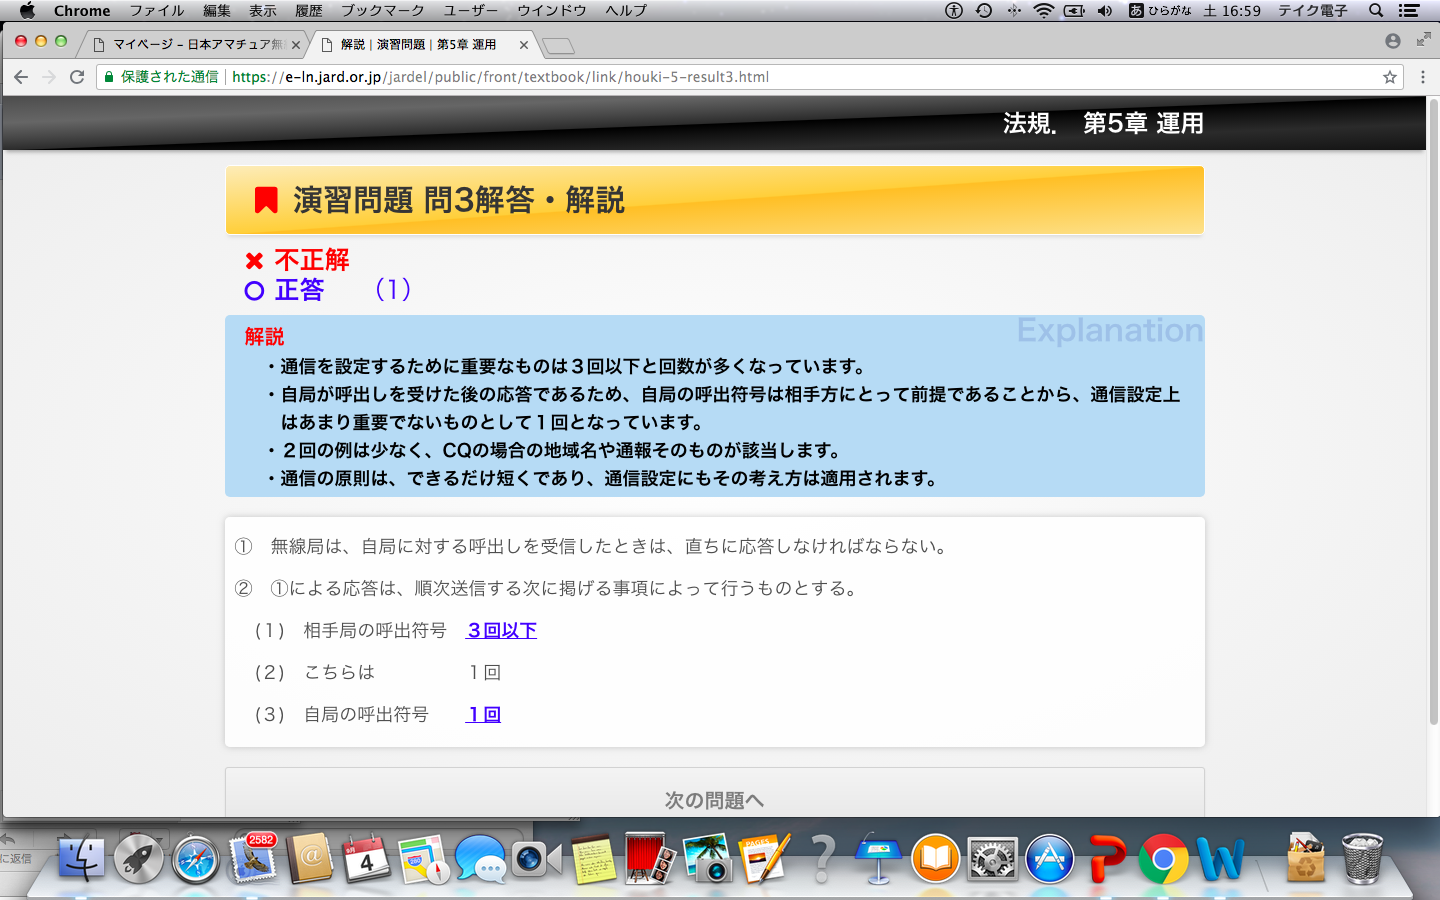 Chrome ファイル 編集 表示 履歴 ブックマーク ユーザー ウインドウ ヘルプ
あ ひらがな 土 16:59 テイク電子
マイページ - 日本アマチュア無
解説 | 演習問題 | 第5章 運用
保護された通信 https://e-ln.jard.or.jp/jardel/public/front/textbook/link/houki-5-result3.html
法規． 第5章 運用
演習問題 問3解答・解説
不正解
正答 （1）
Explanation
解説
・通信を設定するために重要なものは３回以下と回数が多くなっています。
・自局が呼出しを受けた後の応答であるため、自局の呼出符号は相手方にとって前提であることから、通信設定上
はあまり重要でないものとして１回となっています。
・２回の例は少なく、CQの場合の地域名や通報そのものが該当します。
・通信の原則は、できるだけ短くであり、通信設定にもその考え方は適用されます。
① 無線局は、自局に対する呼出しを受信したときは、直ちに応答しなければならない。
② ①による応答は、順次送信する次に掲げる事項によって行うものとする。
(１) 相手局の呼出符号 ３回以下
(２) こちらは １回
(３) 自局の呼出符号 １回
次の問題へ
に返信
2582
4
280
PAGES
?